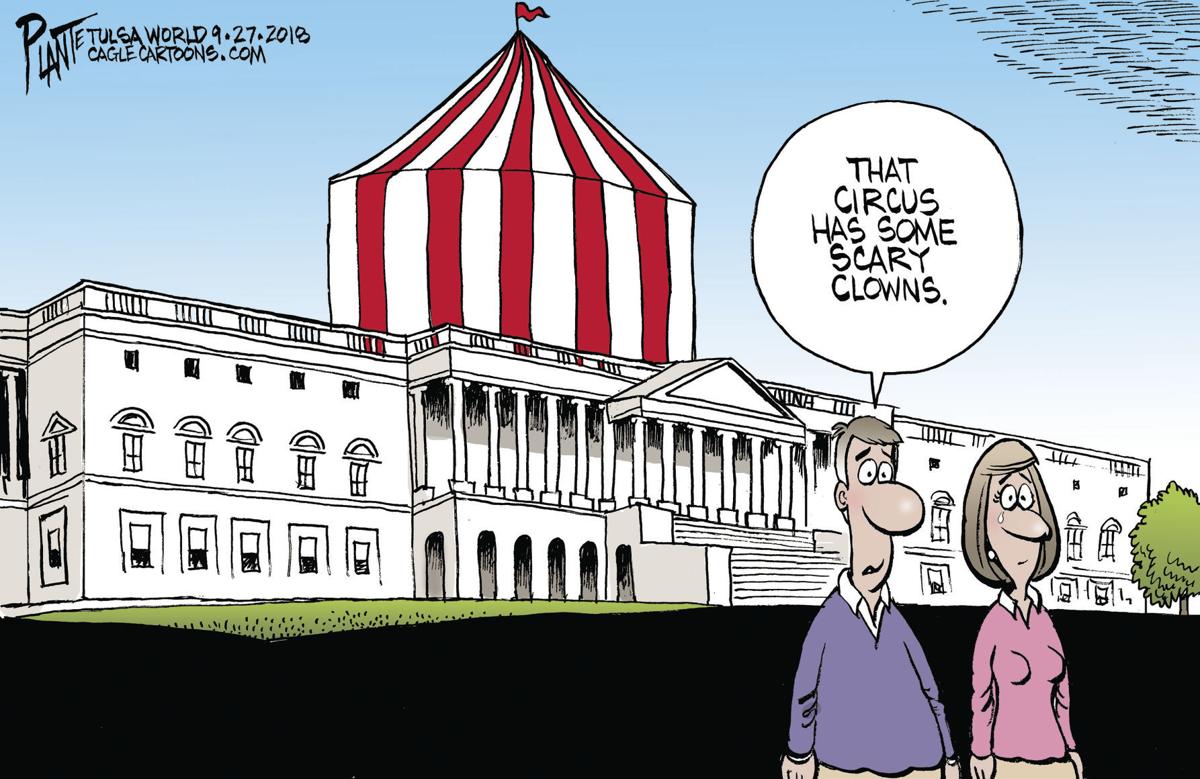 PLANTE TULSA WORLD 9.27.2018
CAGLECARTOONS.COM
THAT
CIRCUS
HAS SOME
SCARY
CLOWNS.